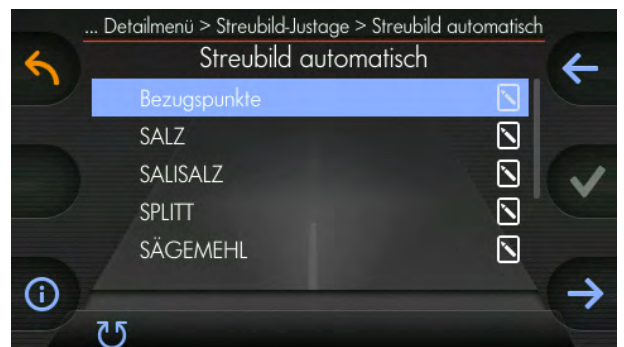 ... Detailmenü > Streubild-Justage > Streubild automatisch
Streubild automatisch
Bezugspunkte
SALZ
SALISALZ
SPLITT
SÄGEMEHL